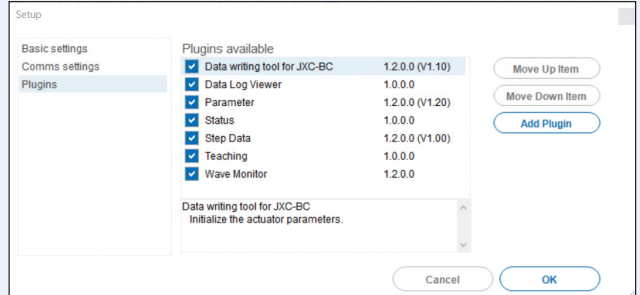 Setup
Basic settings
Comms settings
Plugins
Plugins available
Data writing tool for JXC-BC 1.2.0.0 (V1.10)
Data Log Viewer 1.0.0.0
Parameter 1.2.0.0 (V1.20)
Status 1.0.0.0
Step Data 1.2.0.0 (V1.00)
Teaching 1.0.0.0
Wave Monitor 1.2.0.0
Move Up Item
Move Down Item
Add Plugin
Data writing tool for JXC-BC
Initialize the actuator parameters.
Cancel
OK